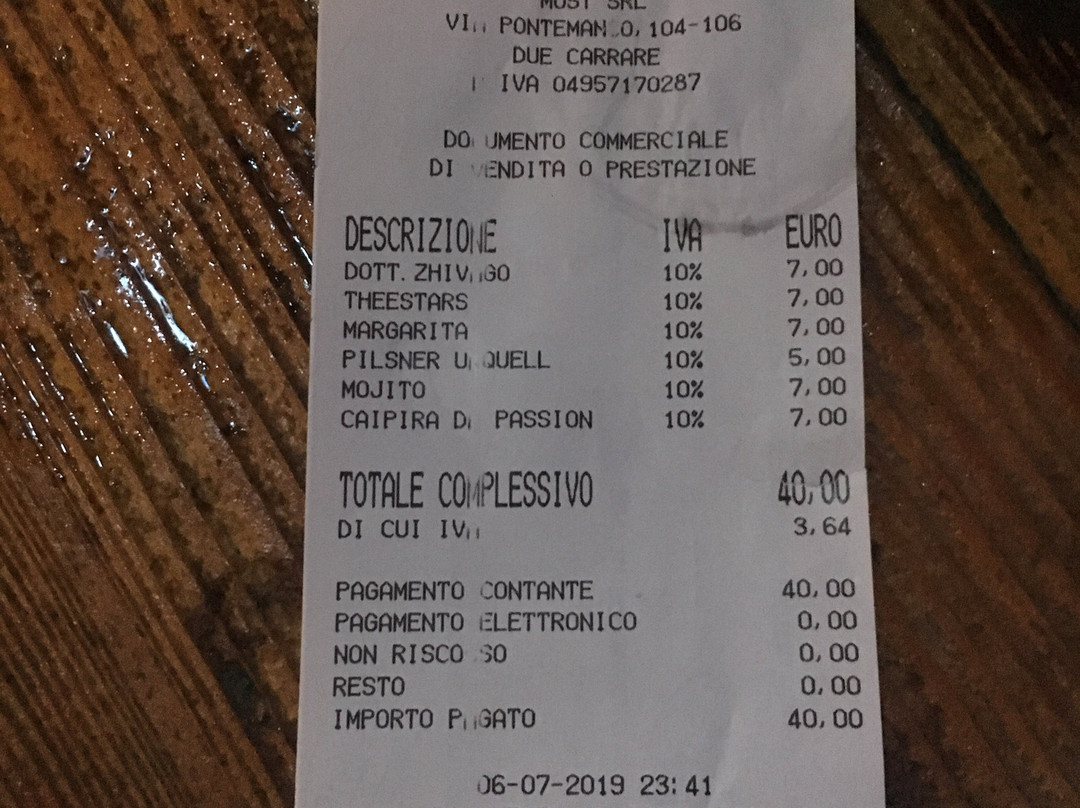 MUST SRL
VIA PONTEMANCO, 104-106
DUE CARRARE
P IVA 04957170287
DOCUMENTO COMMERCIALE
DI VENDITA O PRESTAZIONE
DESCRIZIONE IVA EURO
DOTT. ZHIVAGO 10% 7,00
THEESTARS 10% 7,00
MARGARITA 10% 7,00
PILSNER URQUELL 10% 5,00
MOJITO 10% 7,00
CAIPIRA DI PASSION 10% 7,00
TOTALE COMPLESSIVO 40,00
DI CUI IVA 3,64
PAGAMENTO CONTANTE 40,00
PAGAMENTO ELETTRONICO 0,00
NON RISCOSSO 0,00
RESTO 0,00
IMPORTO PAGATO 40,00
06-07-2019 23:41